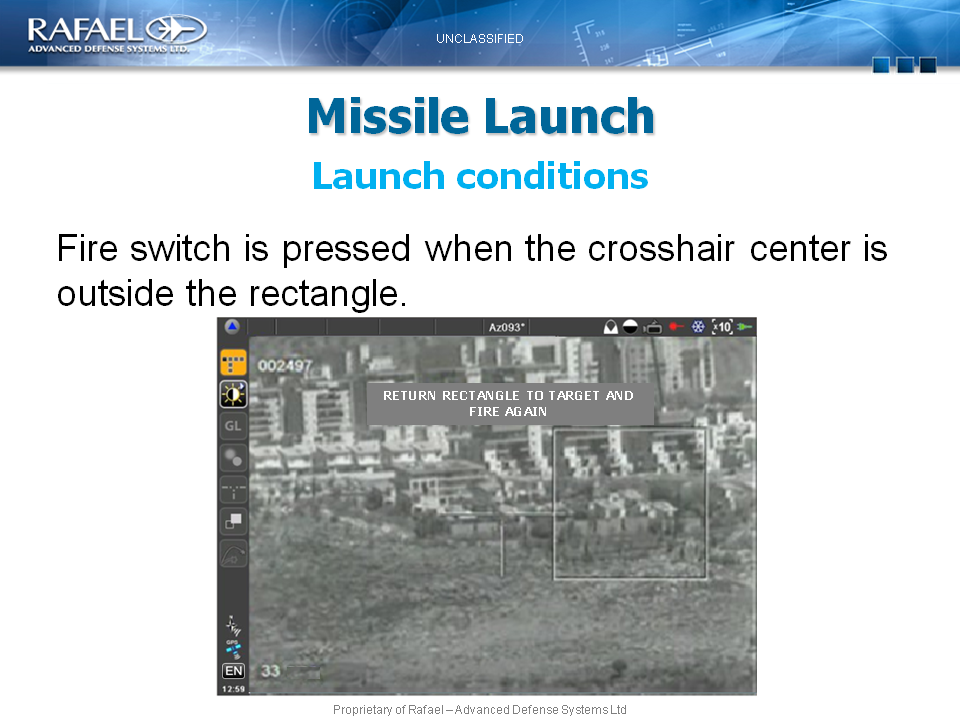 RAFAEL
ADVANCED DEFENSE SYSTEMS LTD.
UNCLASSIFIED
Missile Launch
Launch conditions
Fire switch is pressed when the crosshair center is
outside the rectangle.
Az093°
x10
002497
RETURN RECTANGLE TO TARGET AND
FIRE AGAIN
GL
GPS
33
EN
12:59
Proprietary of Rafael – Advanced Defense Systems Ltd